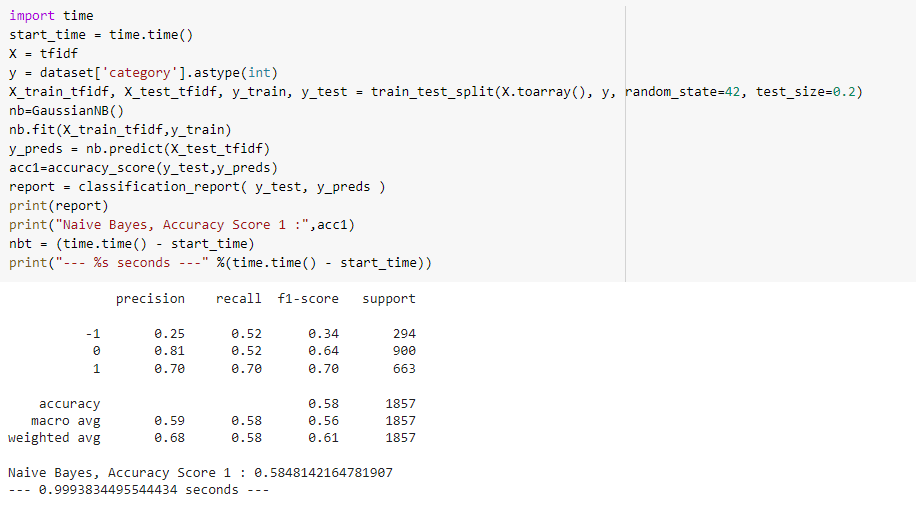 import time
start_time = time.time()
X = tfidf
y = dataset['category'].astype(int)
X_train_tfidf, X_test_tfidf, y_train, y_test = train_test_split(X.toarray(), y, random_state=42, test_size=0.2)
nb=GaussianNB()
nb.fit(X_train_tfidf,y_train)
y_preds = nb.predict(X_test_tfidf)
acc1=accuracy_score(y_test,y_preds)
report = classification_report( y_test, y_preds )
print(report)
print("Naive Bayes, Accuracy Score 1 :",acc1)
nbt = (time.time() - start_time)
print("--- %s seconds ---" %(time.time() - start_time))
precision recall f1-score support
-1 0.25 0.52 0.34 294
0 0.81 0.52 0.64 900
1 0.70 0.70 0.70 663
accuracy 0.58 1857
macro avg 0.59 0.58 0.56 1857
weighted avg 0.68 0.58 0.61 1857
Naive Bayes, Accuracy Score 1 : 0.5848142164781907
--- 0.9993834495544434 seconds ---